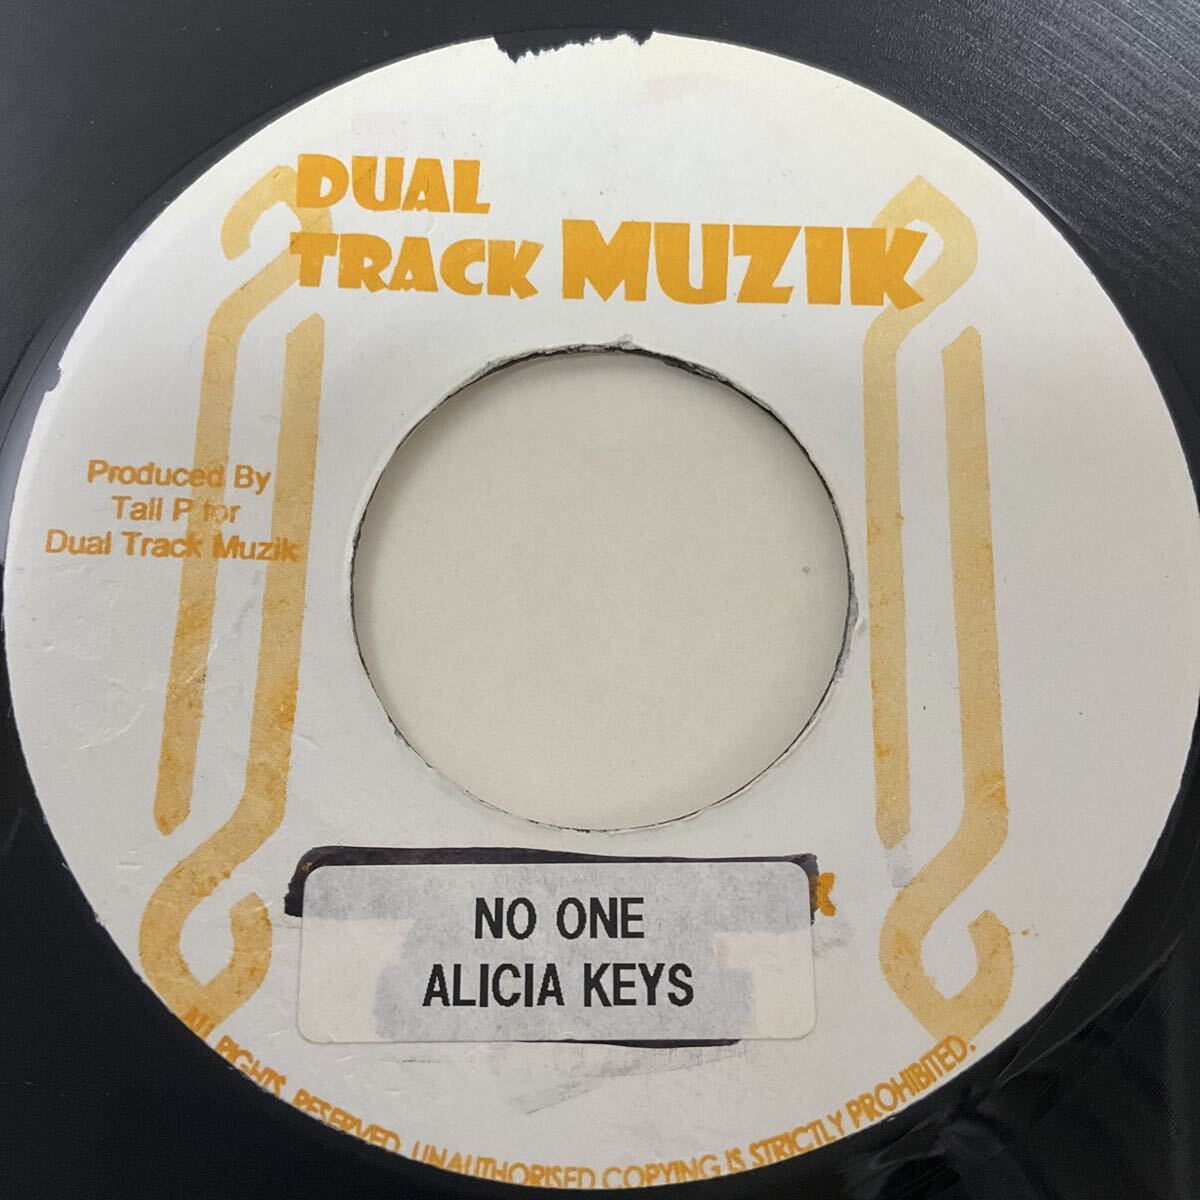 DUAL
TRACK MUZIK
Produced By
Tall P for
Dual Track Muzik
NO ONE
ALICIA KEYS
ALL RIGHTS RESERVED. UNAUTHORISED COPYING IS STRICTLY PROHIBITED.